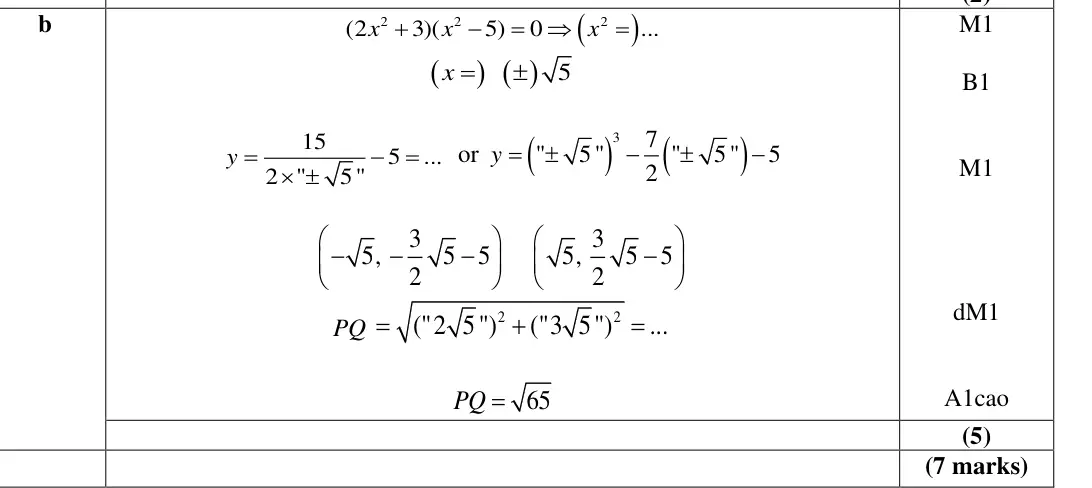 (2)
b (2x² + 3)(x² − 5) = 0 ⇒ (x² =)... M1
(x =) (±) √5 B1
y = 15 / (2 × "± √5") − 5 = ... or y = ("± √5")³ − 7/2 ("± √5") − 5 M1
(−√5, −3/2 √5 − 5) (√5, 3/2 √5 − 5)
PQ = √(("2√5")² + ("3√5")²) = ... dM1
PQ = √65 A1cao
(5)
(7 marks)